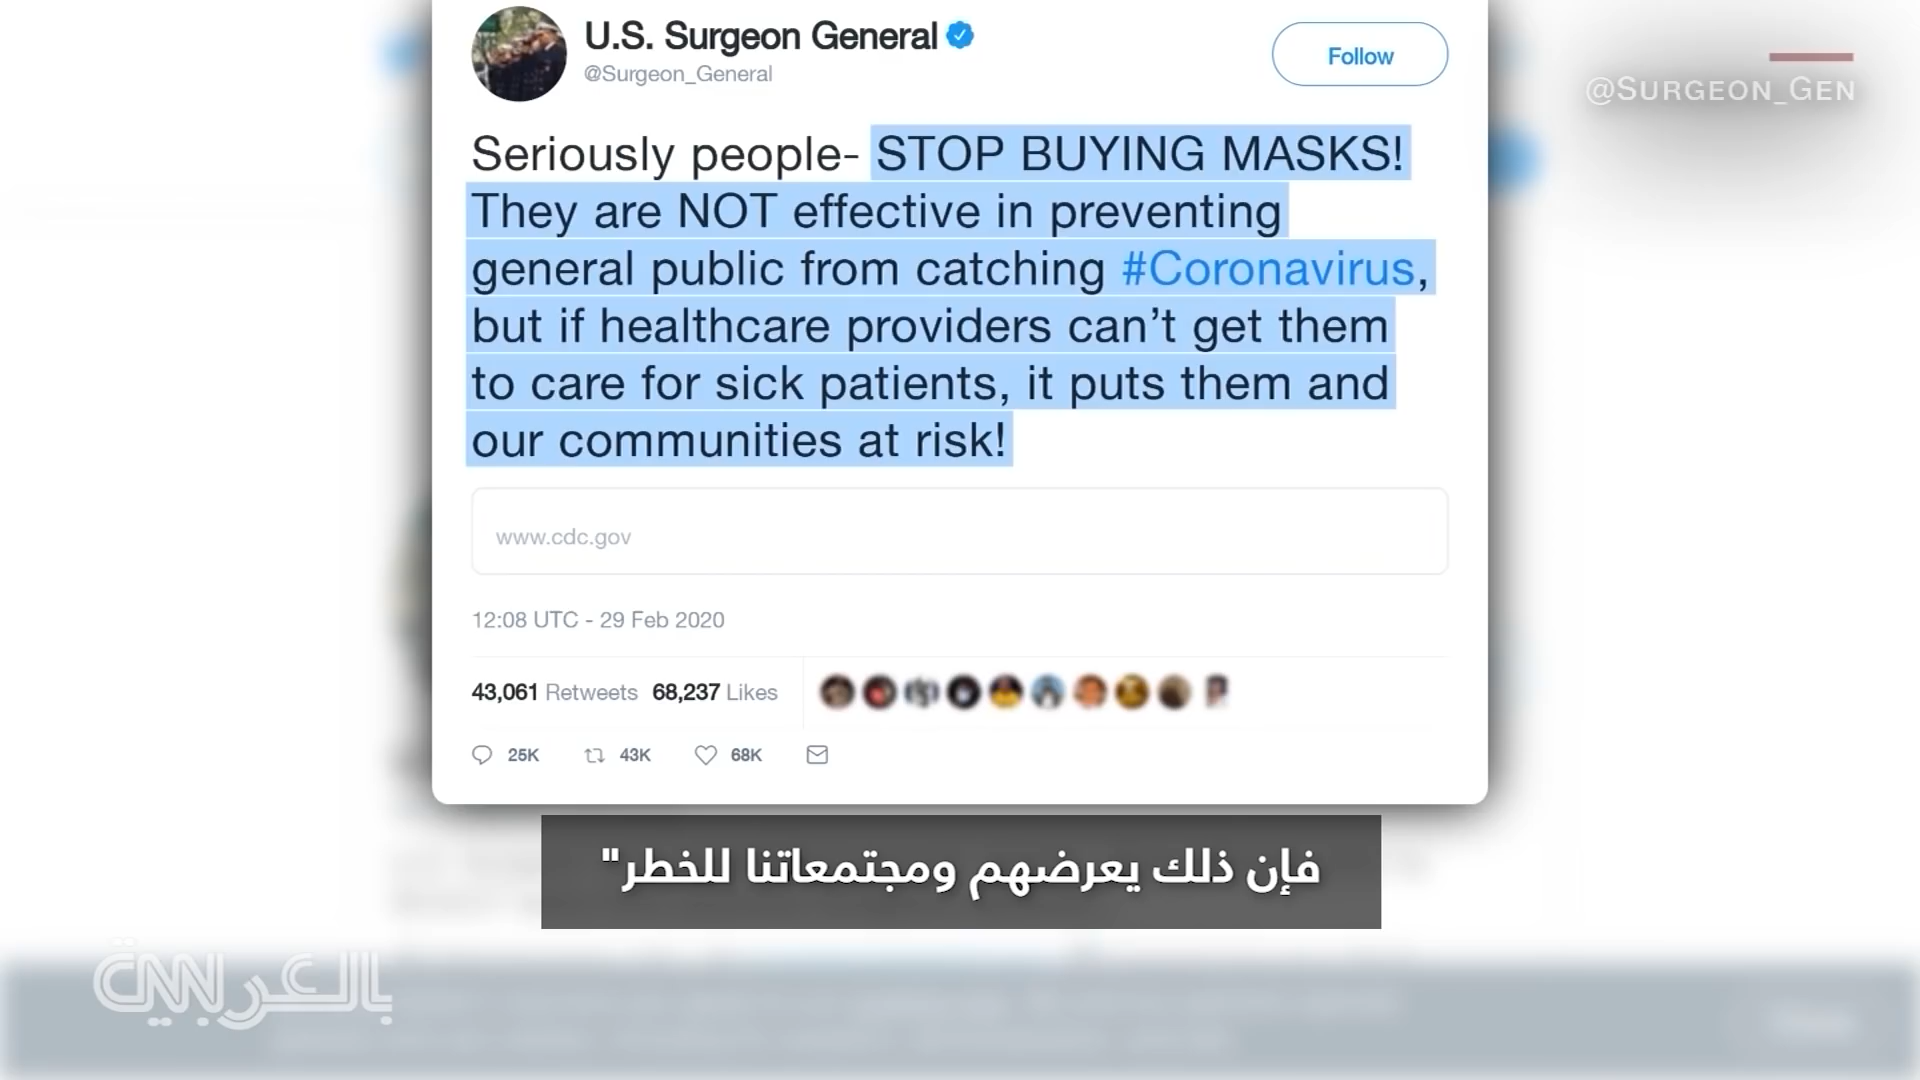 U.S. Surgeon General
@Surgeon_General
Follow
@SURGEON_GEN
Seriously people- STOP BUYING MASKS!
They are NOT effective in preventing
general public from catching #Coronavirus,
but if healthcare providers can't get them
to care for sick patients, it puts them and
our communities at risk!
www.cdc.gov
12:08 UTC - 29 Feb 2020
43,061 Retweets 68,237 Likes
25K 43K 68K
فإن ذلك يعرضهم ومجتمعاتنا للخطر"
CNN بالعربية